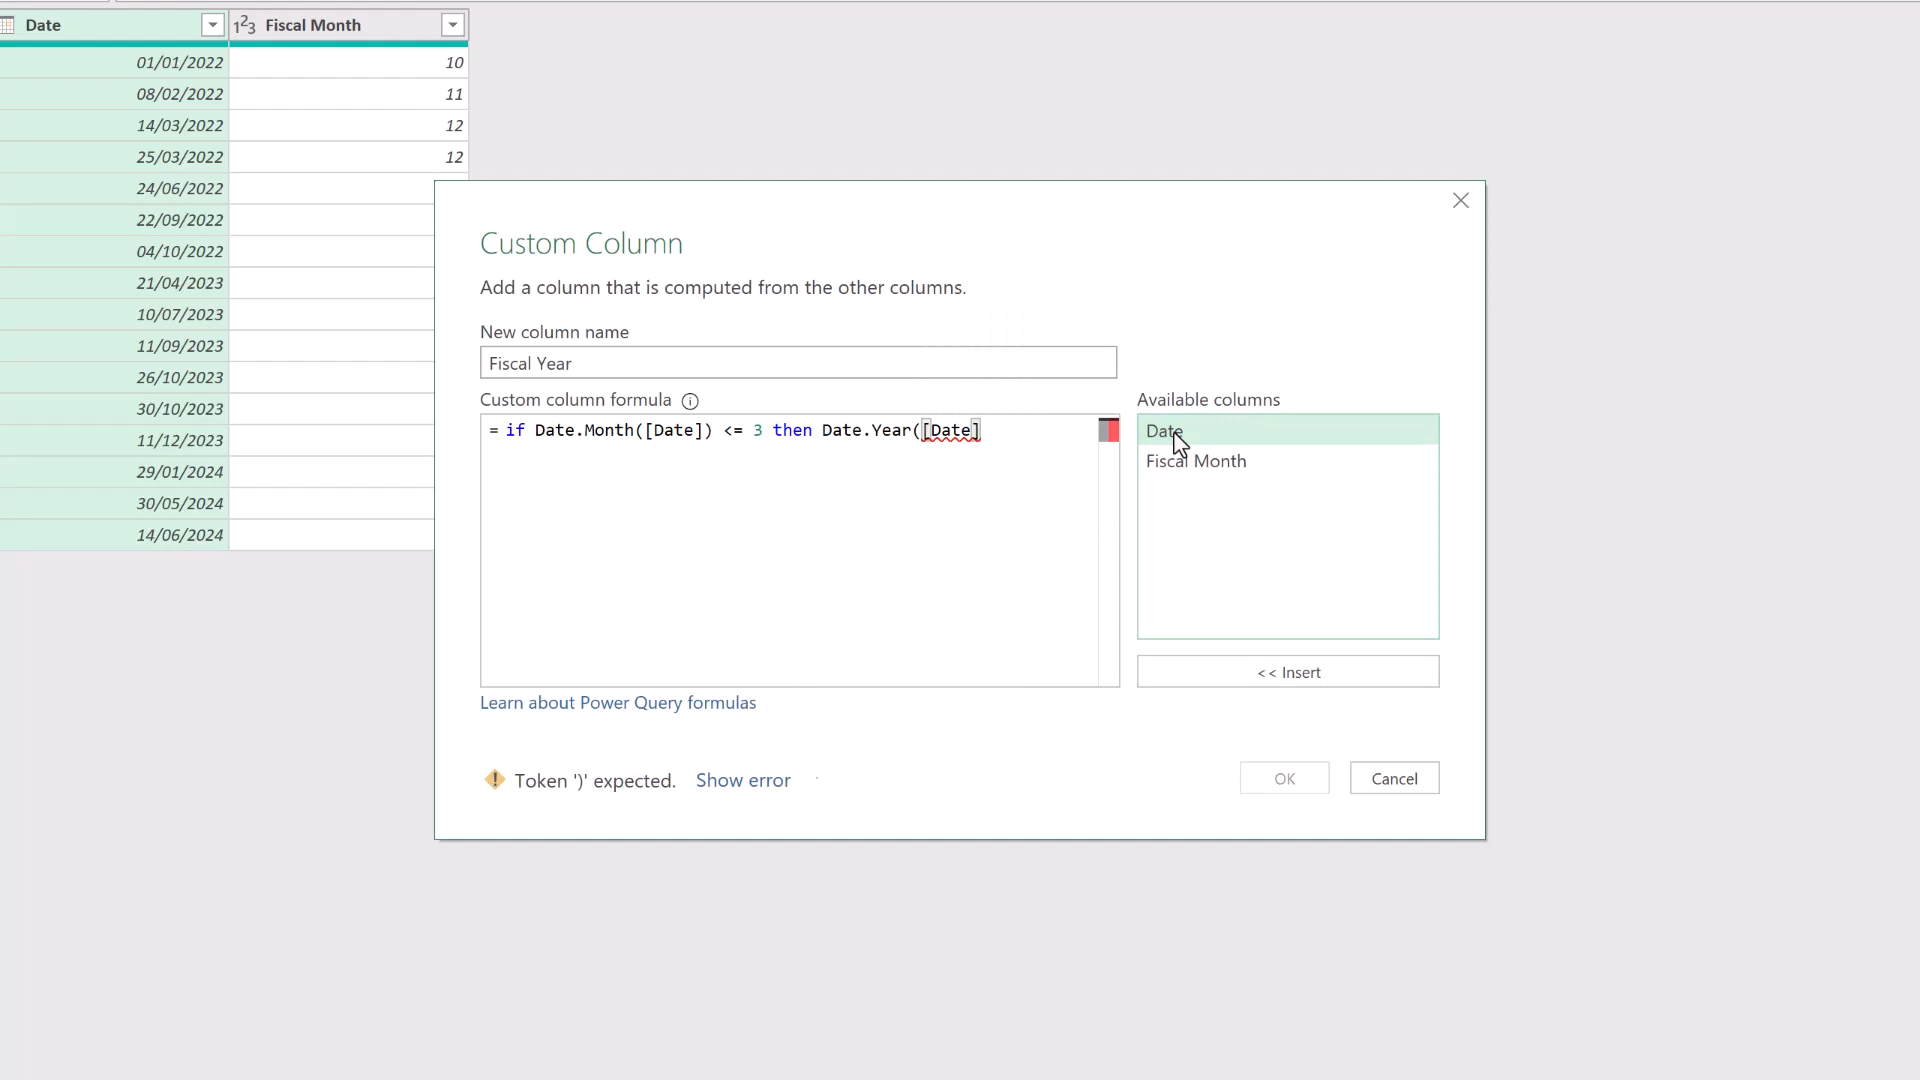 Date 1²3 Fiscal Month
01/01/2022 10
08/02/2022 11
14/03/2022 12
25/03/2022 12
24/06/2022
22/09/2022
04/10/2022
21/04/2023
10/07/2023
11/09/2023
26/10/2023
30/10/2023
11/12/2023
29/01/2024
30/05/2024
14/06/2024
Custom Column
Add a column that is computed from the other columns.
New column name
Fiscal Year
Custom column formula
= if Date.Month([Date]) <= 3 then Date.Year([Date]
Available columns
Date
Fiscal Month
<< Insert
Learn about Power Query formulas
Token ')' expected. Show error
OK Cancel